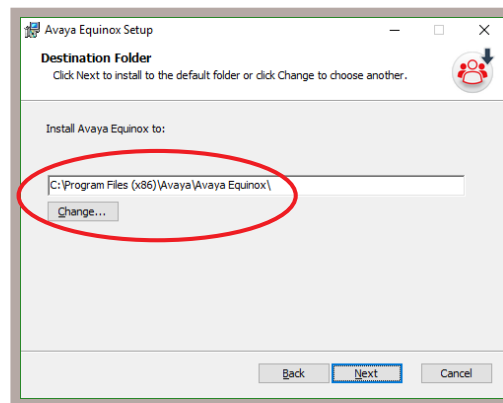 Avaya Equinox Setup
Destination Folder
Click Next to install to the default folder or click Change to choose another.
Install Avaya Equinox to:
C:\Program Files (x86)\Avaya\Avaya Equinox\
Change...
Back Next Cancel